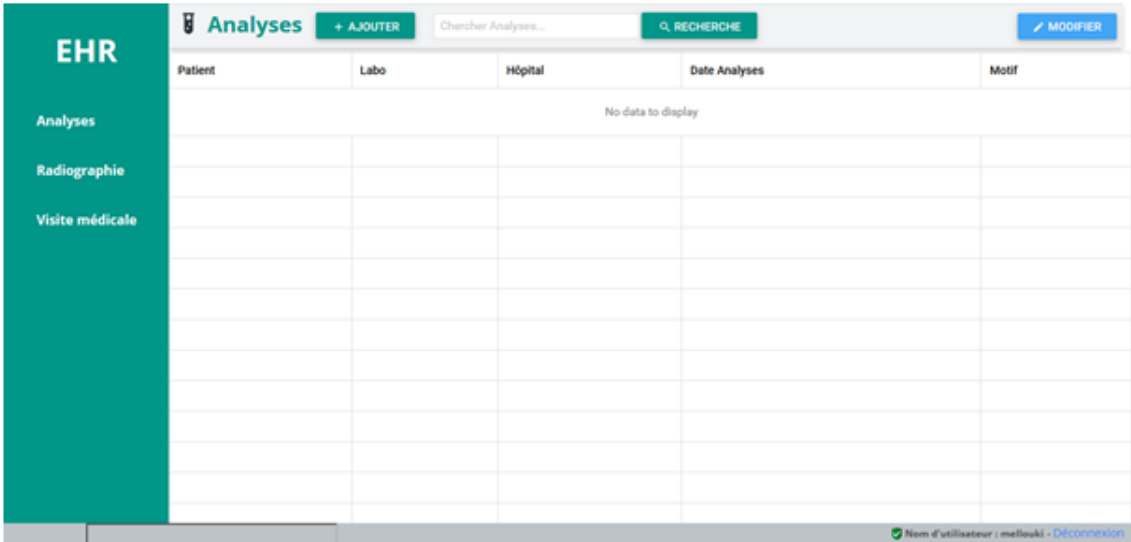 EHR
Analyses
Radiographie
Visite médicale
Analyses + AJOUTER Chercher Analyses... RECHERCHE MODIFIER
Patient Labo Hôpital Date Analyses Motif
No data to display
Nom d'utilisateur : mellouki - Déconnexion